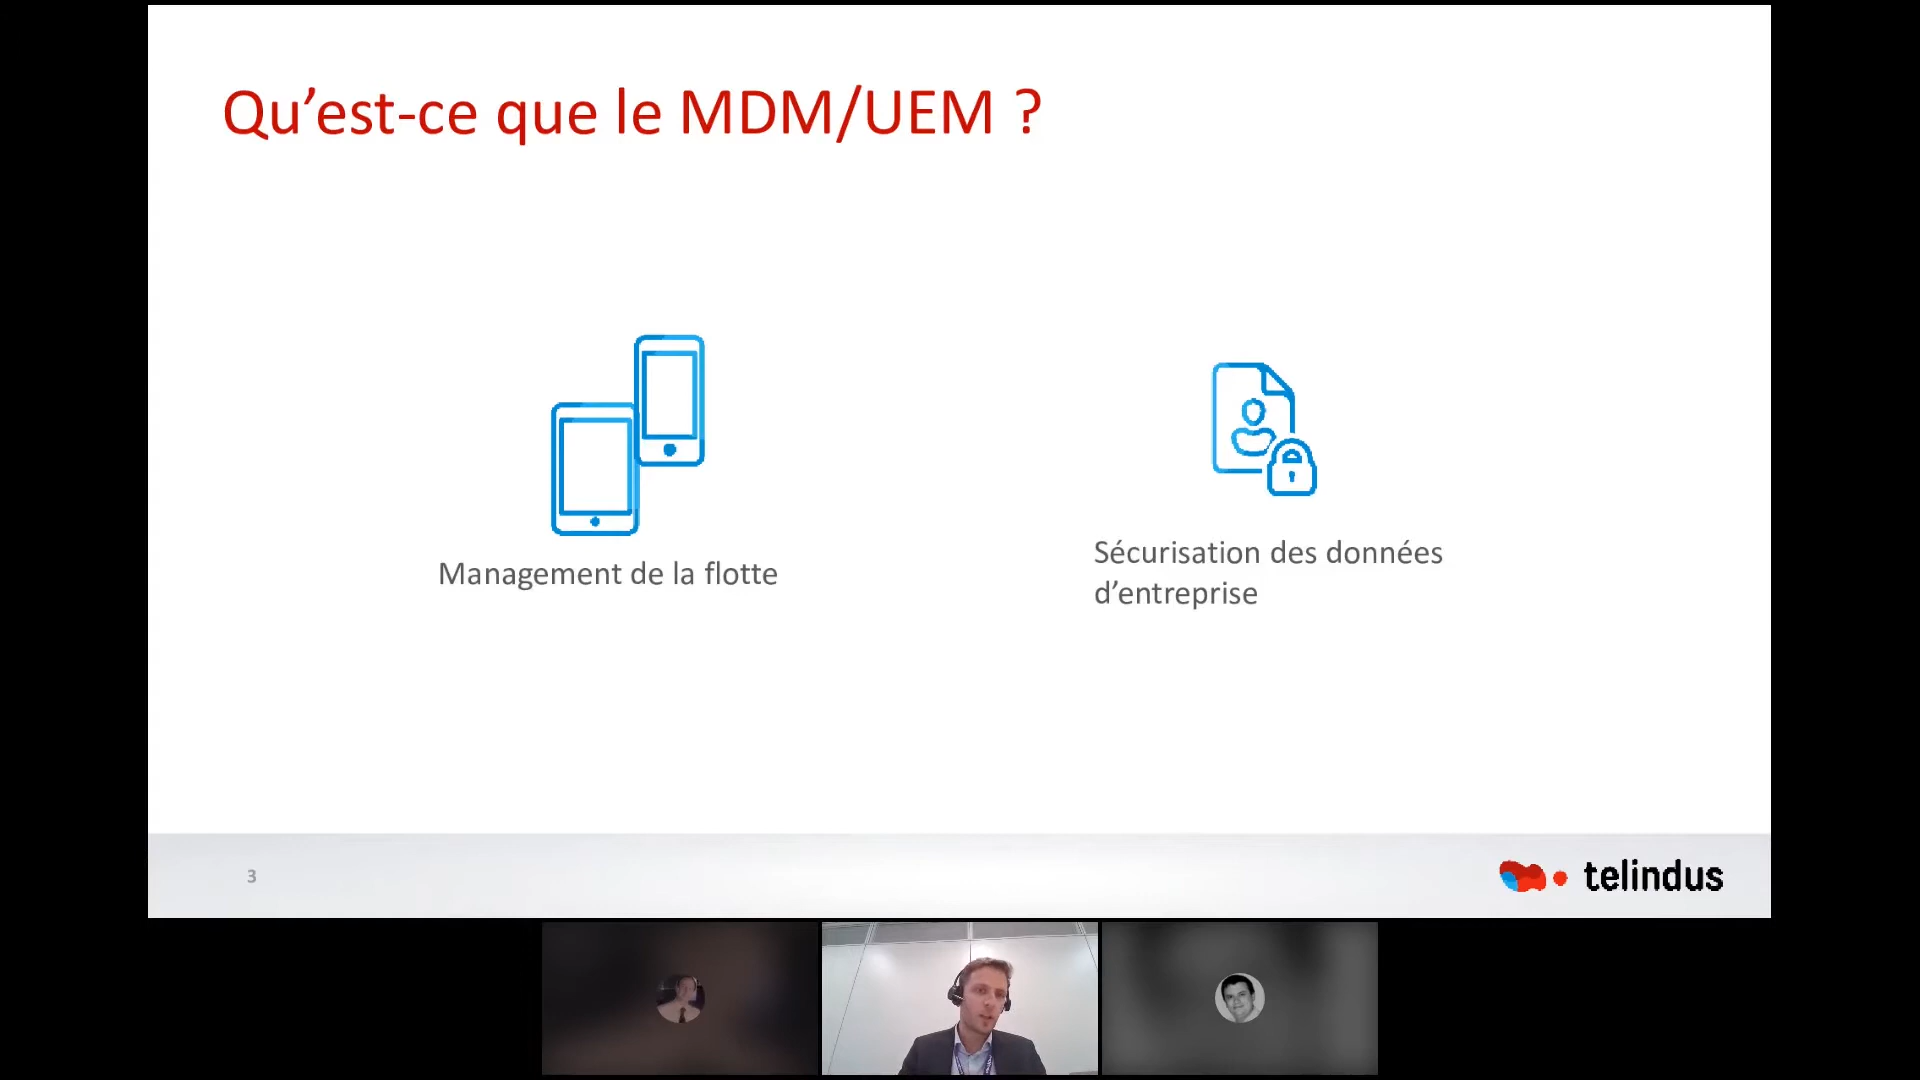 Qu’est-ce que le MDM/UEM ?
Management de la flotte
Sécurisation des données
d’entreprise
3
telindus